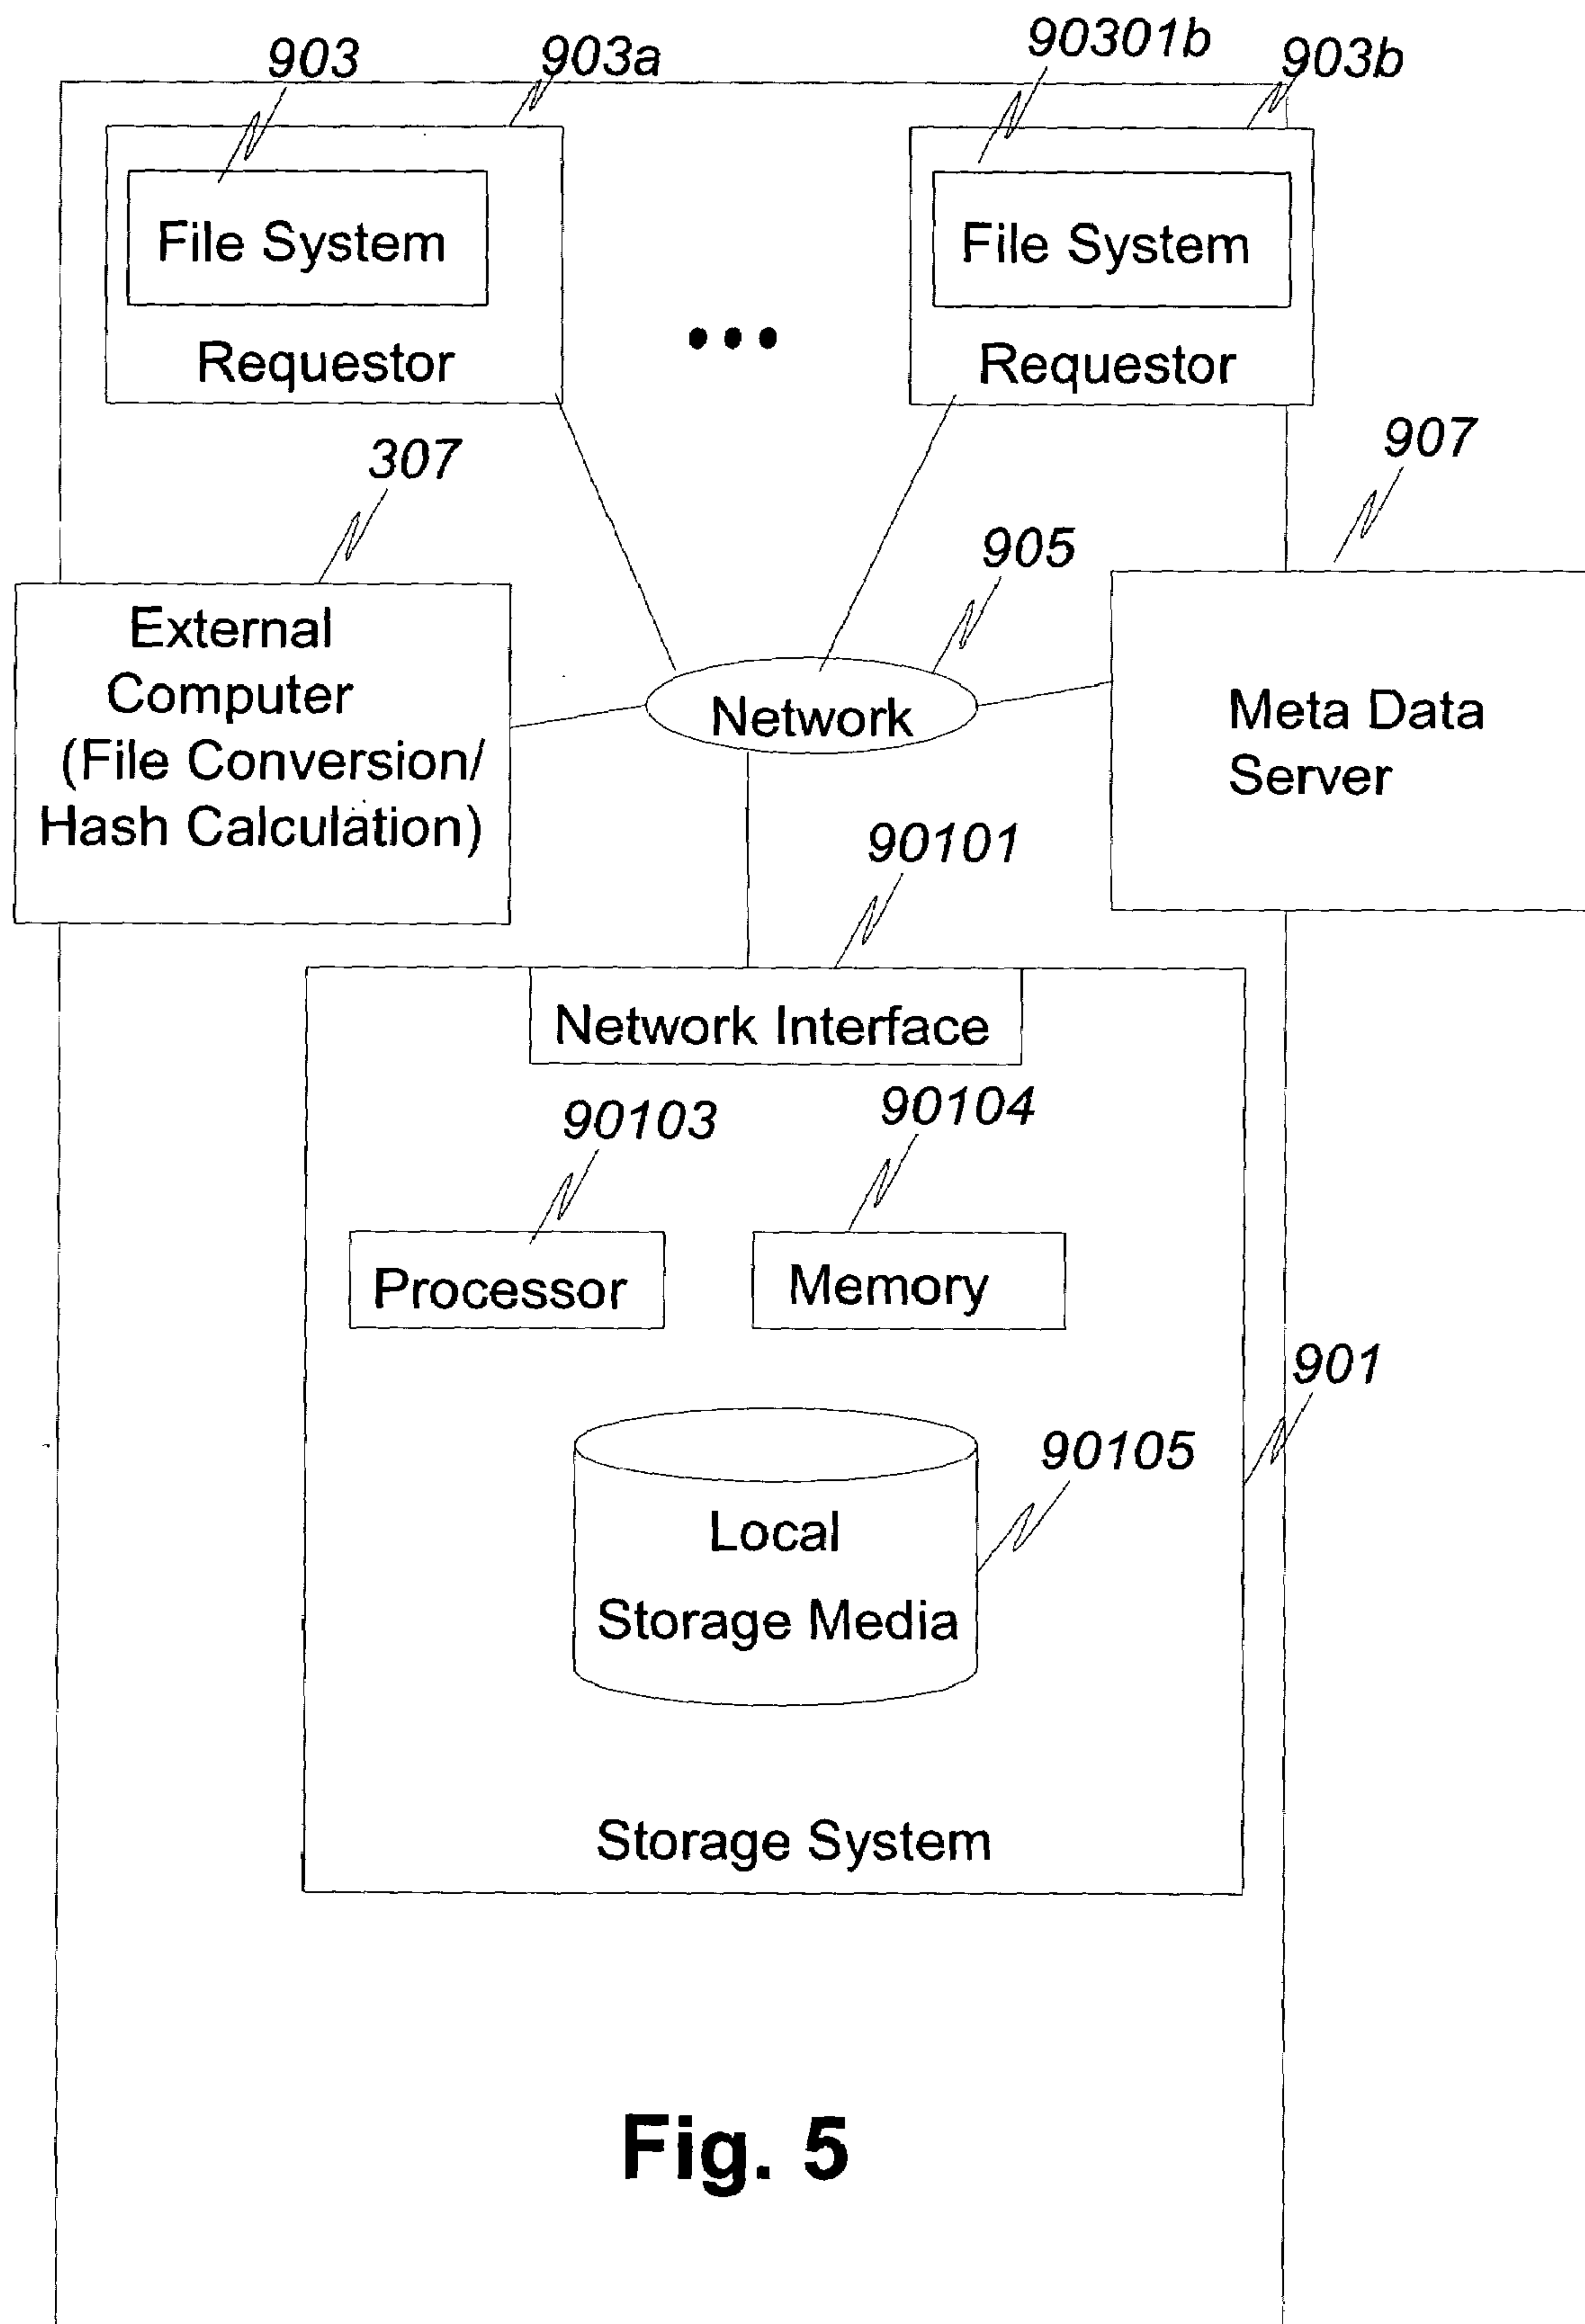 903
903a
90301b
903b
File System
Requestor
File System
Requestor
307
907
905
External
Computer
(File Conversion/
Hash Calculation)
Network
Meta Data
Server
90101
Network Interface
90103
90104
Processor
Memory
901
90105
Local
Storage Media
Storage System
Fig. 5